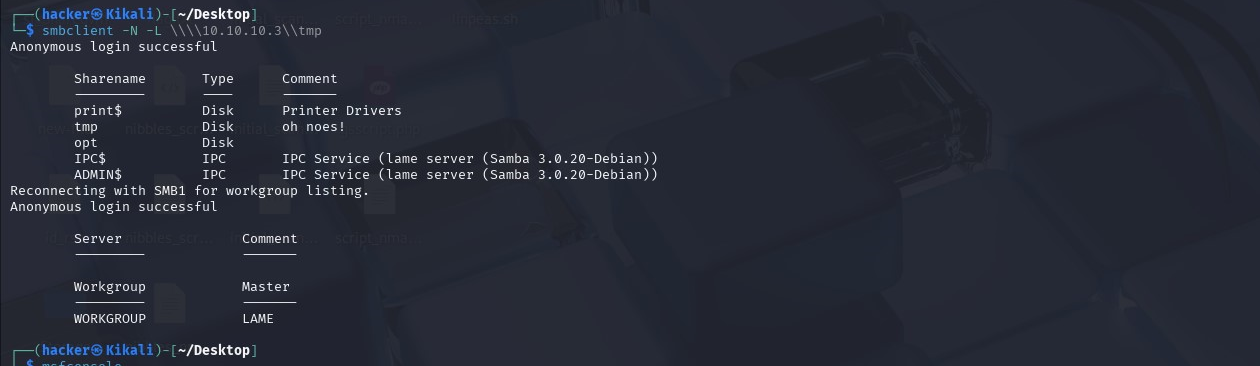 ┌──(hacker㉿Kikali)-[~/Desktop]
└─$ smbclient -N -L \\\\10.10.10.3\\tmp
Anonymous login successful
Sharename Type Comment
--------- ---- -------
print$ Disk Printer Drivers
tmp Disk oh noes!
opt Disk
IPC$ IPC IPC Service (lame server (Samba 3.0.20-Debian))
ADMIN$ IPC IPC Service (lame server (Samba 3.0.20-Debian))
Reconnecting with SMB1 for workgroup listing.
Anonymous login successful
Server Comment
--------- -------
Workgroup Master
--------- -------
WORKGROUP LAME
┌──(hacker㉿Kikali)-[~/Desktop]
└─$ msfconsole